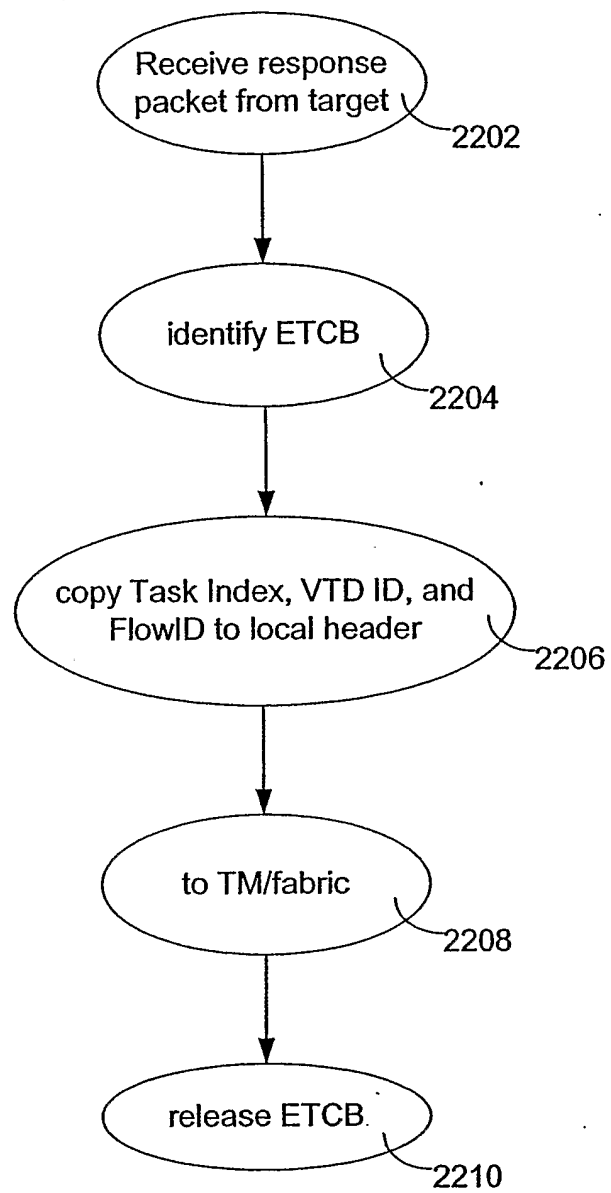 Receive response
packet from target
2202
identify ETCB
2204
copy Task Index, VTD ID, and
FlowID to local header
2206
to TM/fabric
2208
release ETCB
2210